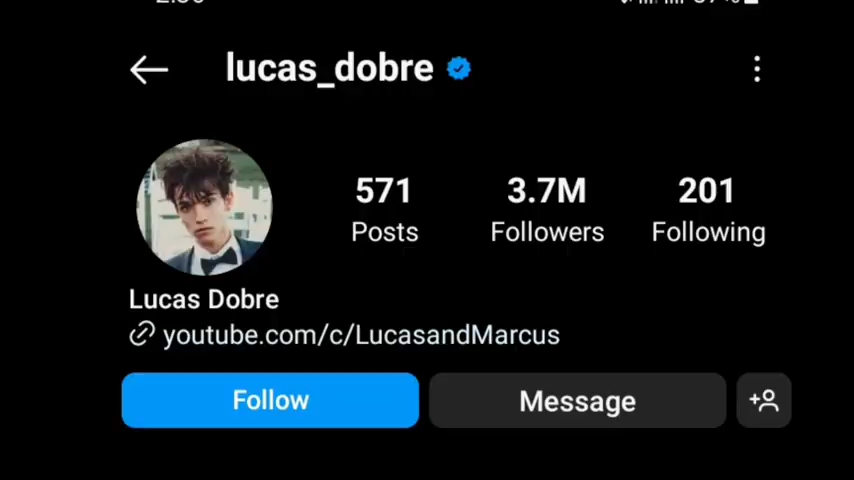 lucas_dobre
571 3.7M 201
Posts Followers Following
Lucas Dobre
youtube.com/c/LucasandMarcus
Follow Message